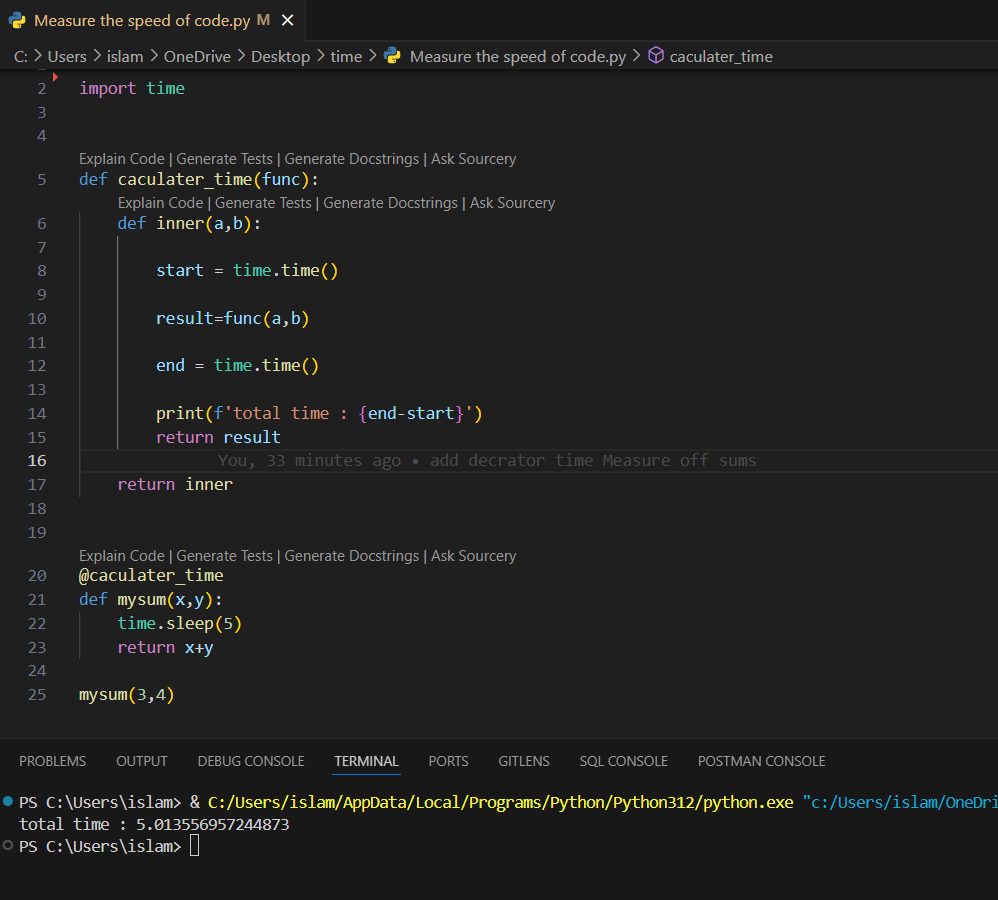 Measure the speed of code.py M ×
C: > Users > islam > OneDrive > Desktop > time > Measure the speed of code.py > caculater_time
2 import time
3
4
Explain Code | Generate Tests | Generate Docstrings | Ask Sourcery
5 def caculater_time(func):
Explain Code | Generate Tests | Generate Docstrings | Ask Sourcery
6 def inner(a,b):
7
8 start = time.time()
9
10 result=func(a,b)
11
12 end = time.time()
13
14 print(f'total time : {end-start}')
15 return result
16 You, 33 minutes ago • add decrator time Measure off sums
17 return inner
18
19
Explain Code | Generate Tests | Generate Docstrings | Ask Sourcery
20 @caculater_time
21 def mysum(x,y):
22 time.sleep(5)
23 return x+y
24
25 mysum(3,4)
PROBLEMS OUTPUT DEBUG CONSOLE TERMINAL PORTS GITLENS SQL CONSOLE POSTMAN CONSOLE
PS C:\Users\islam> & C:/Users/islam/AppData/Local/Programs/Python/Python312/python.exe "c:/Users/islam/OneDri
total time : 5.013556957244873
PS C:\Users\islam>